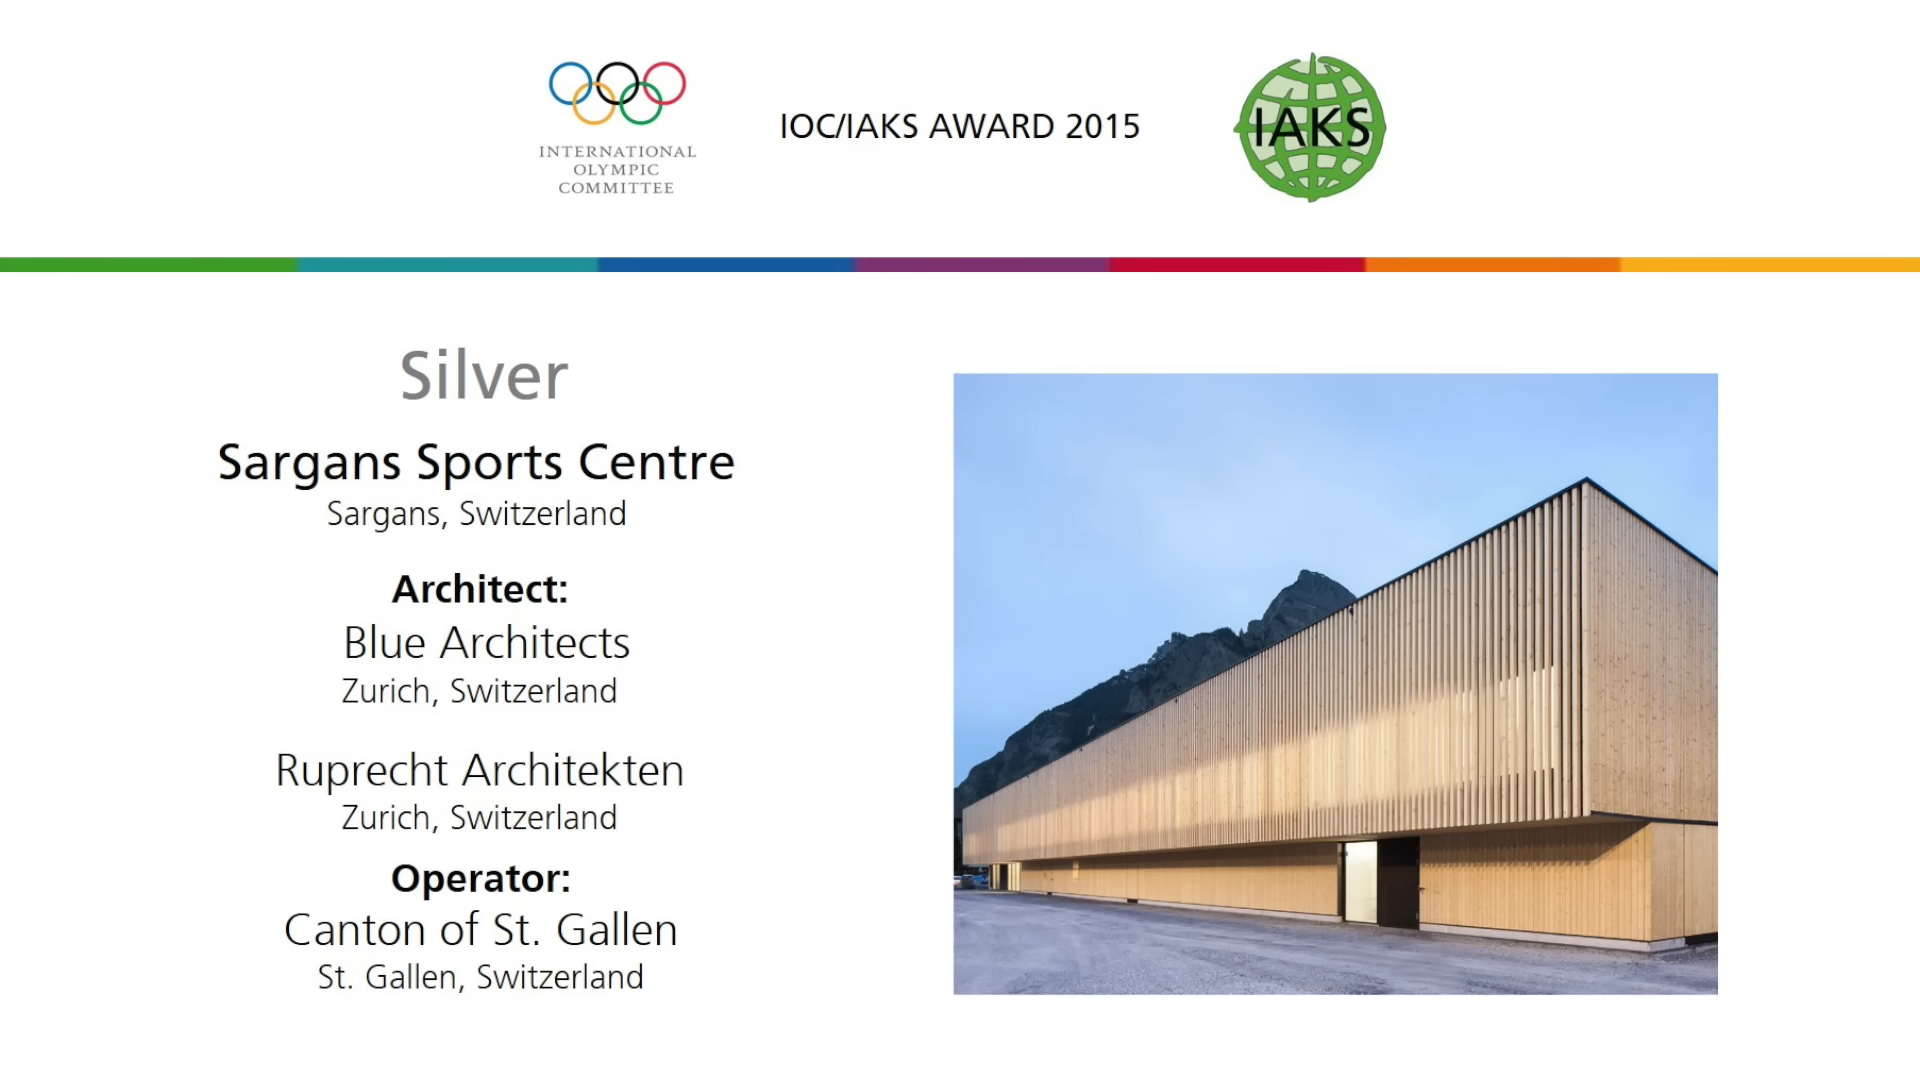 INTERNATIONAL
OLYMPIC
COMMITTEE
IOC/IAKS AWARD 2015
IAKS
Silver
Sargans Sports Centre
Sargans, Switzerland
Architect:
Blue Architects
Zurich, Switzerland
Ruprecht Architekten
Zurich, Switzerland
Operator:
Canton of St. Gallen
St. Gallen, Switzerland